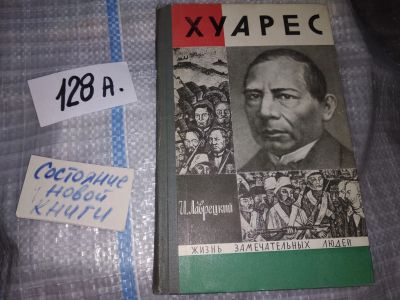 ХУАРЕС
128 А.
СОСТОЯНИЕ
НОВОЙ
КНИГИ
И. Лаврецкий
ЖИЗНЬ ЗАМЕЧАТЕЛЬНЫХ ЛЮДЕЙ